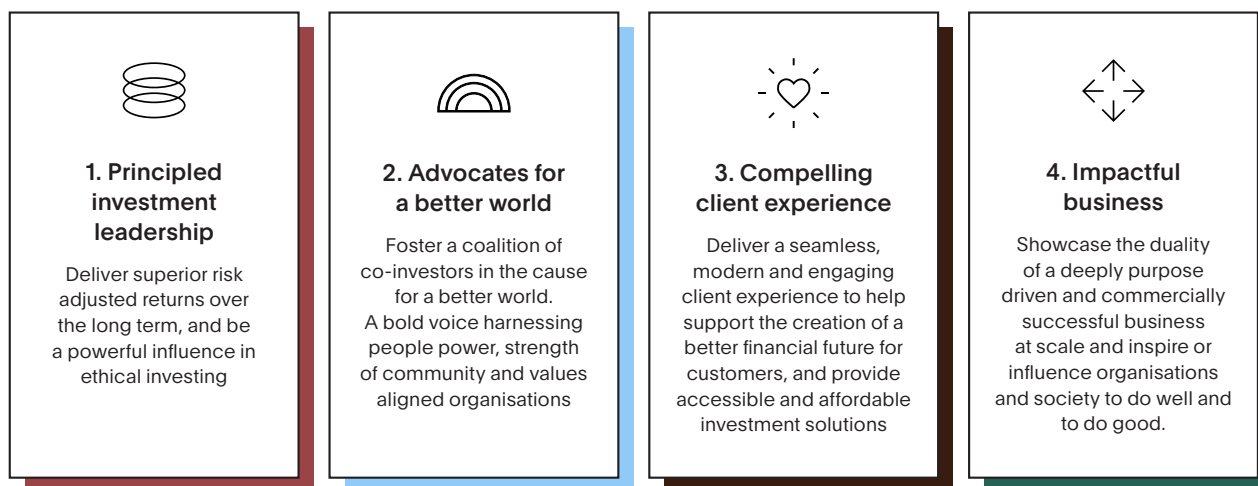 1. Principled
investment
leadership
Deliver superior risk
adjusted returns over
the long term, and be
a powerful influence in
ethical investing
2. Advocates for
a better world
Foster a coalition of
co-investors in the cause
for a better world.
A bold voice harnessing
people power, strength
of community and values
aligned organisations
3. Compelling
client experience
Deliver a seamless,
modern and engaging
client experience to help
support the creation of a
better financial future for
customers, and provide
accessible and affordable
investment solutions
4. Impactful
business
Showcase the duality
of a deeply purpose
driven and commercially
successful business
at scale and inspire or
influence organisations
and society to do well and
to do good.